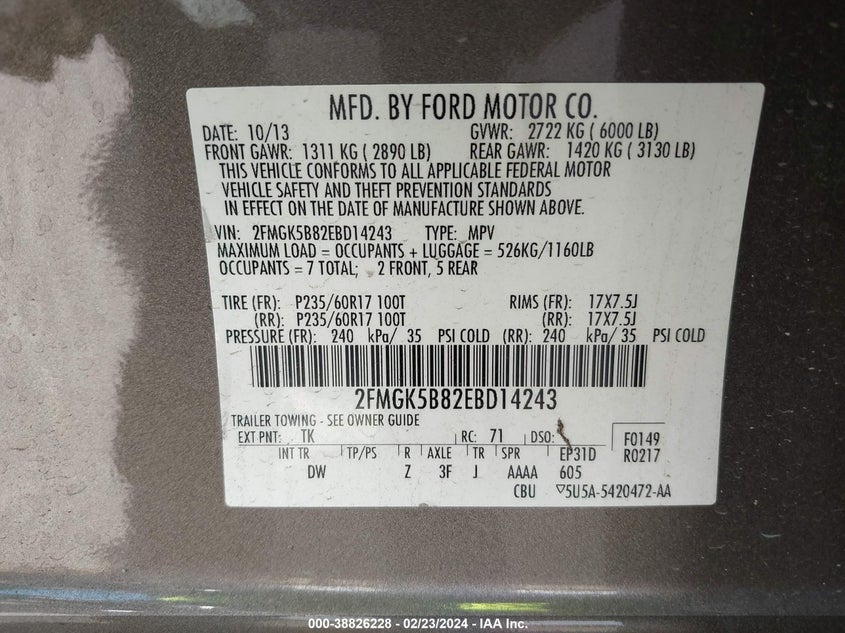 MFD. BY FORD MOTOR CO.
DATE: 10/13 GVWR: 2722 KG ( 6000 LB)
FRONT GAWR: 1311 KG ( 2890 LB) REAR GAWR: 1420 KG ( 3130 LB)
THIS VEHICLE CONFORMS TO ALL APPLICABLE FEDERAL MOTOR
VEHICLE SAFETY AND THEFT PREVENTION STANDARDS
IN EFFECT ON THE DATE OF MANUFACTURE SHOWN ABOVE.
VIN: 2FMGK5B82EBD14243 TYPE: MPV
MAXIMUM LOAD = OCCUPANTS + LUGGAGE = 526KG/1160LB
OCCUPANTS = 7 TOTAL; 2 FRONT, 5 REAR
TIRE (FR): P235/60R17 100T RIMS (FR): 17X7.5J
(RR): P235/60R17 100T (RR): 17X7.5J
PRESSURE (FR): 240 kPa/ 35 PSI COLD (RR): 240 kPa/ 35 PSI COLD
2FMGK5B82EBD14243
TRAILER TOWING - SEE OWNER GUIDE
EXT PNT: TK RC: 71 DSO: F0149
INT TR TP/PS R AXLE TR SPR EP31D R0217
DW Z 3F J AAAA 605
CBU ▽5U5A-5420472-AA
000-38826228 - 02/23/2024 - IAA Inc.